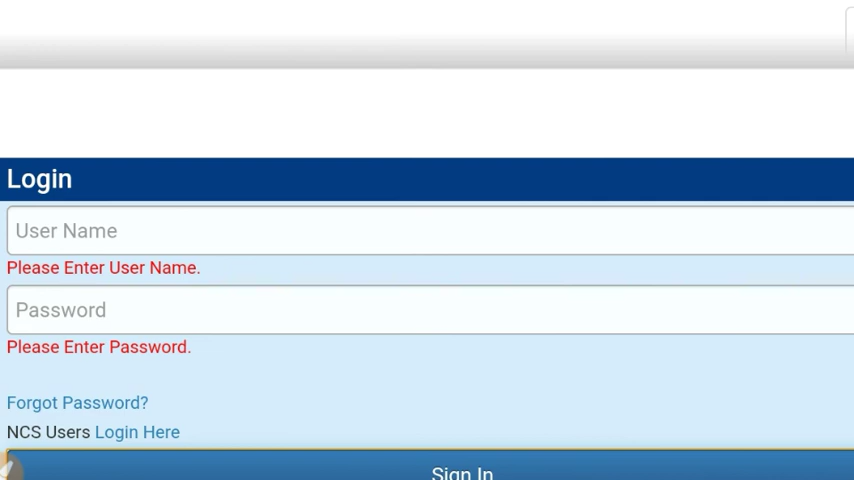 Login
User Name
Please Enter User Name.
Password
Please Enter Password.
Forgot Password?
NCS Users Login Here
Sign In